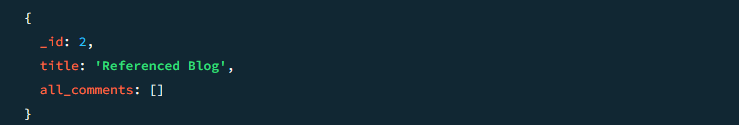 {
_id: 2,
title: 'Referenced Blog',
all_comments: []
}